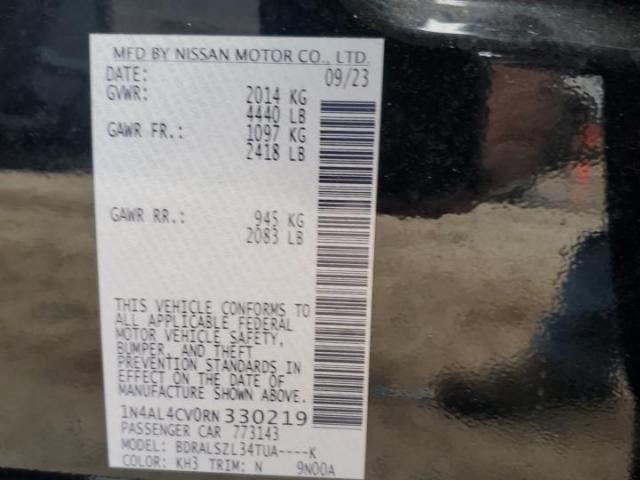 MFD BY NISSAN MOTOR CO., LTD.
DATE: 09/23
GVWR: 2014 KG
4440 LB
GAWR FR.: 1097 KG
2418 LB
GAWR RR.: 945 KG
2083 LB
THIS VEHICLE CONFORMS TO
ALL APPLICABLE FEDERAL
MOTOR VEHICLE SAFETY,
BUMPER, AND THEFT
PREVENTION STANDARDS IN
EFFECT ON THE DATE OF
MANUFACTURE SHOWN ABOVE.
1N4AL4CV0RN330219
PASSENGER CAR 773143
MODEL: BDRALSZL34TUA----K
COLOR: KH3 TRIM: N 9N00A